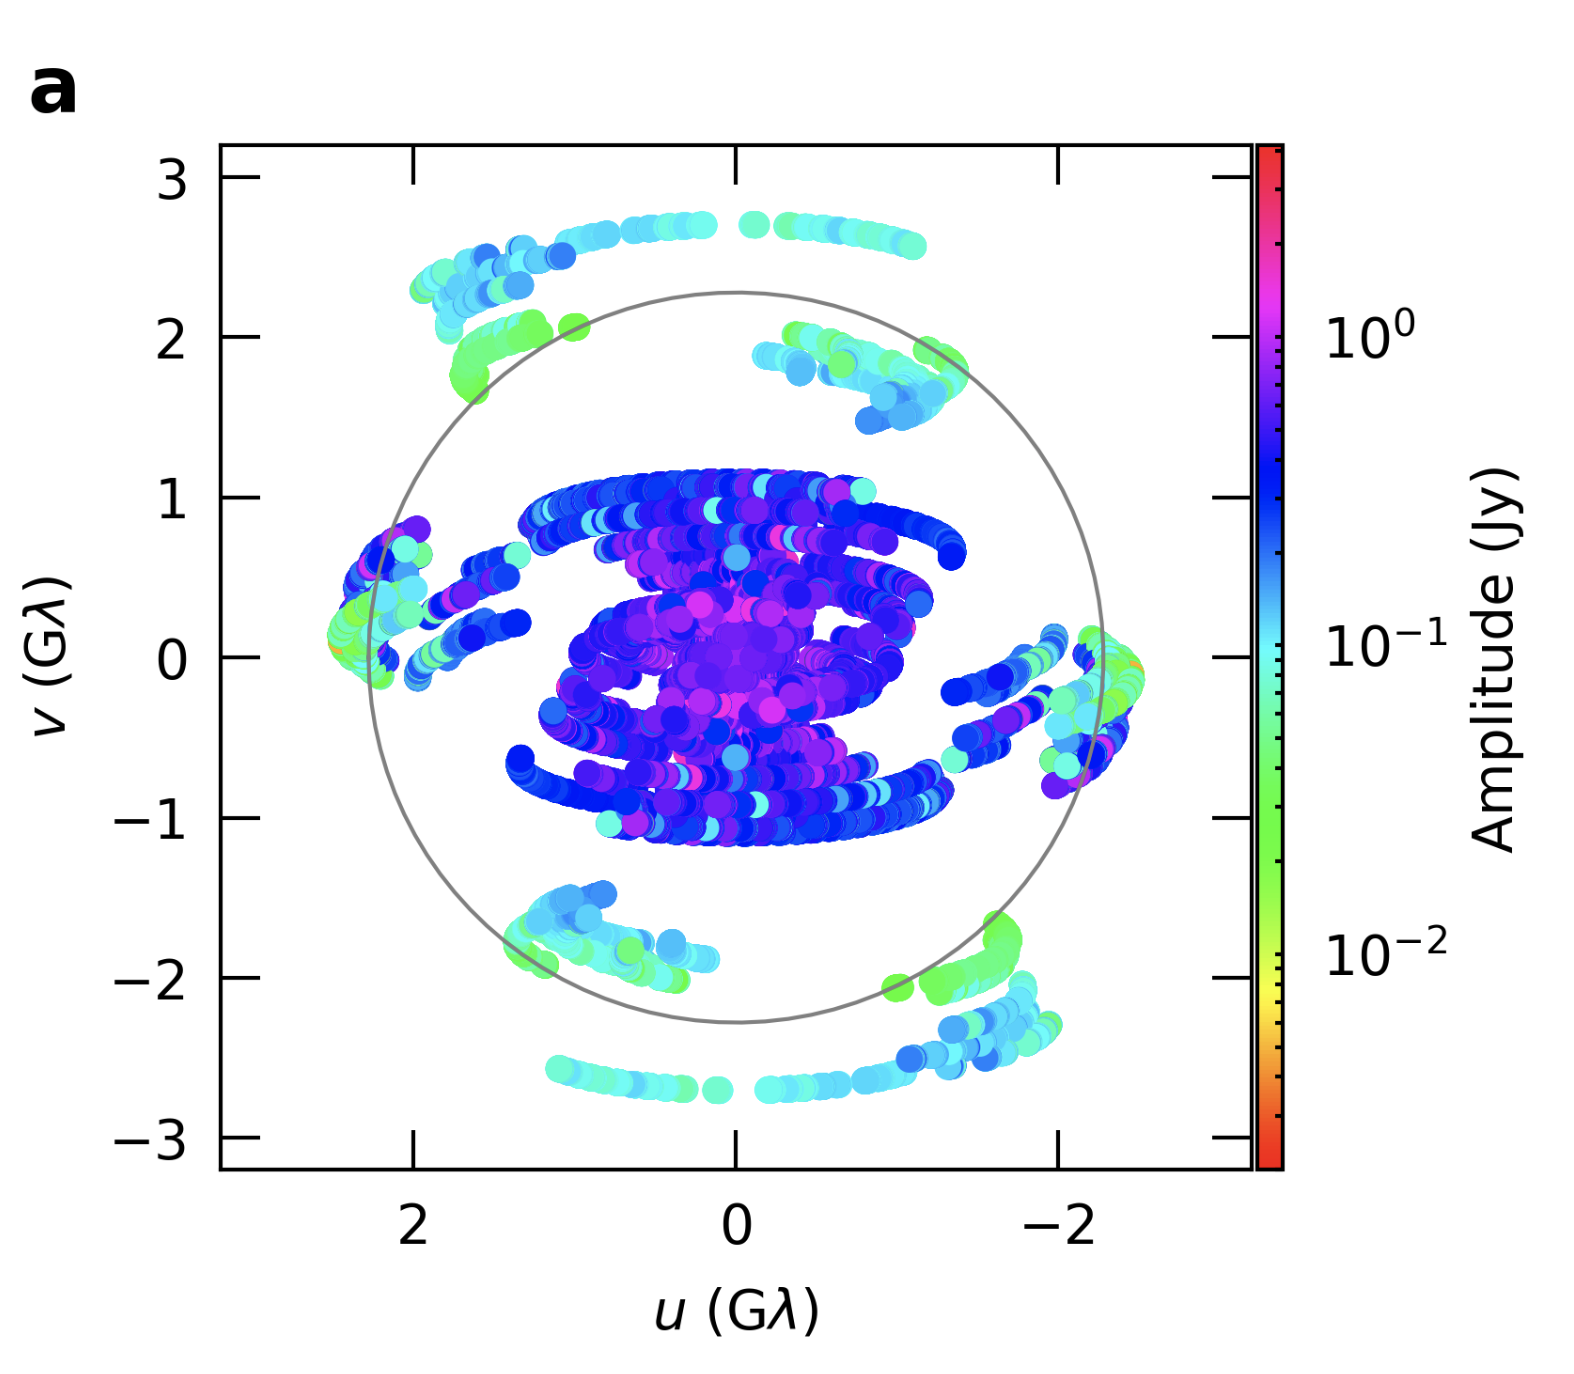 a
3
2
1
0
−1
−2
−3
v (Gλ)
2 0 −2
u (Gλ)
10⁰
10⁻¹
10⁻²
Amplitude (Jy)